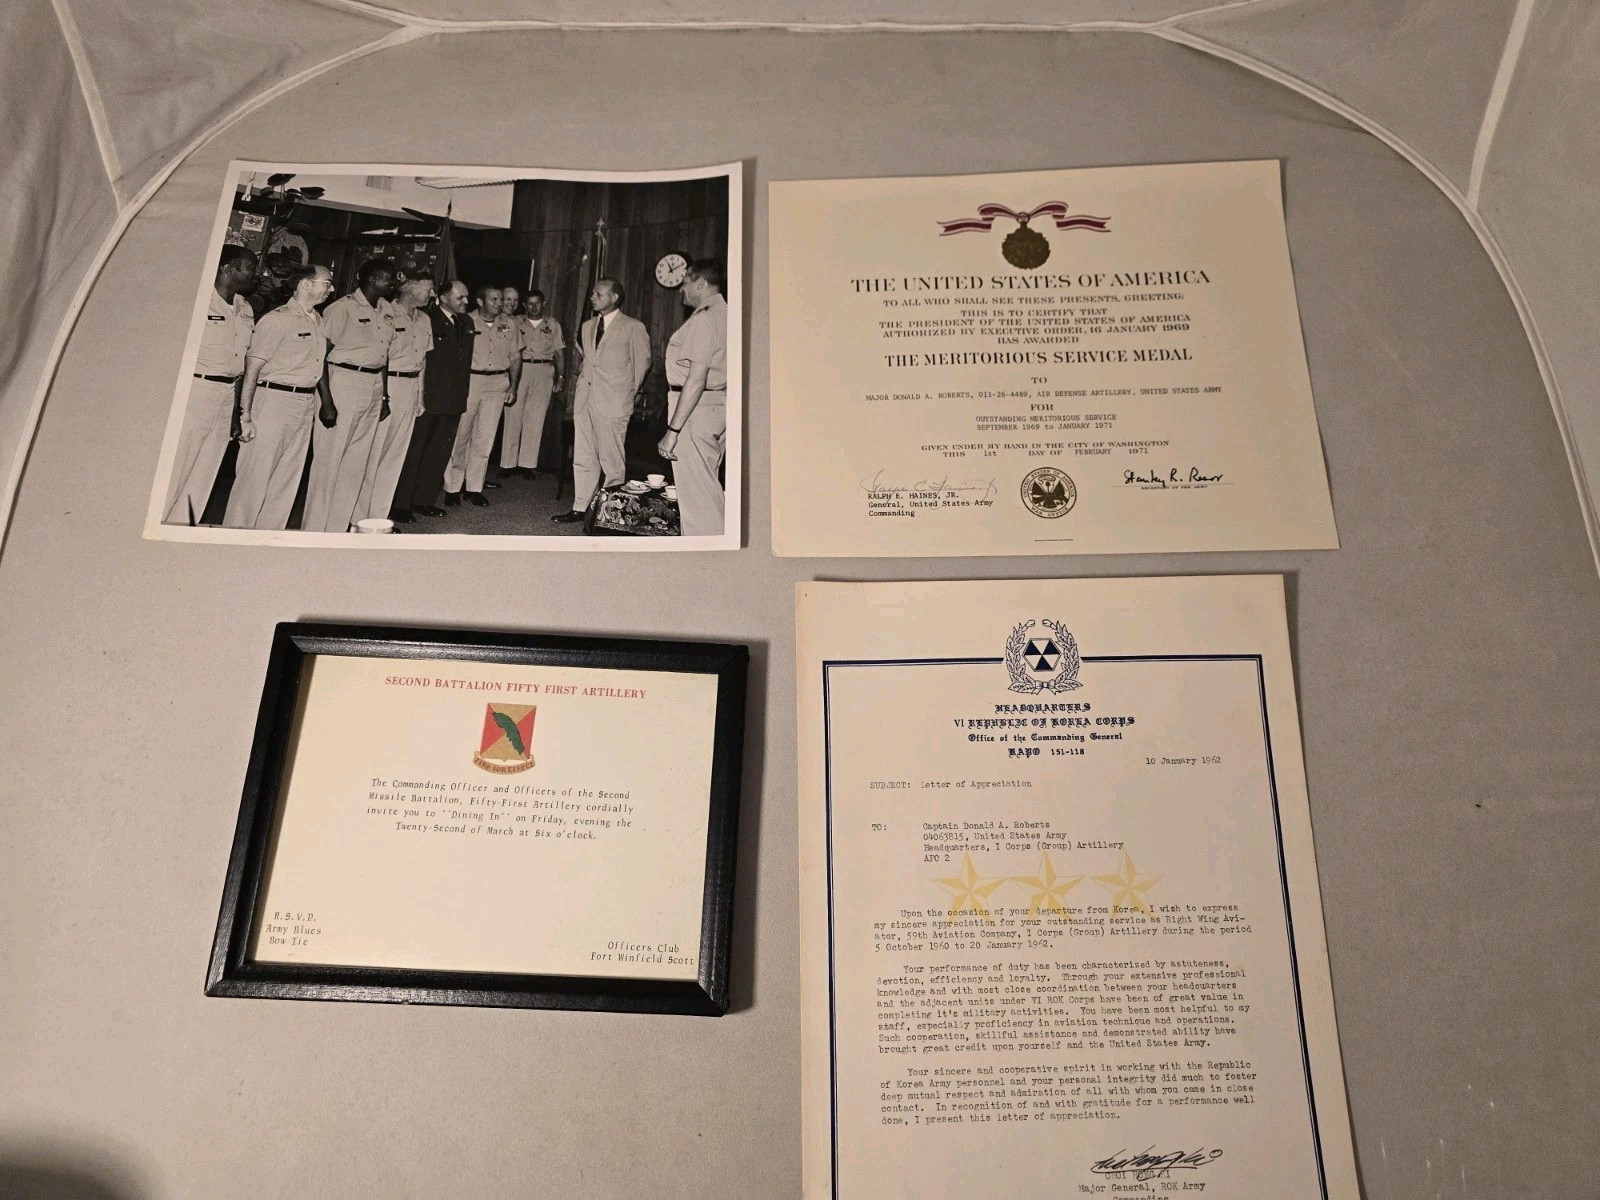 THE UNITED STATES OF AMERICA
TO ALL WHO SHALL SEE THESE PRESENTS, GREETING:
THIS IS TO CERTIFY THAT
THE PRESIDENT OF THE UNITED STATES OF AMERICA
AUTHORIZED BY EXECUTIVE ORDER, 16 JANUARY 1969
HAS AWARDED
THE MERITORIOUS SERVICE MEDAL
TO
MAJOR DONALD A. ROBERTS, 011-26-4489, AIR DEFENSE ARTILLERY, UNITED STATES ARMY
FOR
OUTSTANDING MERITORIOUS SERVICE
SEPTEMBER 1969 to JANUARY 1971
GIVEN UNDER MY HAND IN THE CITY OF WASHINGTON
THIS 1st DAY OF FEBRUARY 1971
RALPH E. HAINES, JR.
General, United States Army
Commanding
Stanley R. Resor
SECRETARY OF THE ARMY
SECOND BATTALION FIFTY FIRST ARTILLERY
FIRE FOR EFFECT
The Commanding Officer and Officers of the Second
Missile Battalion, Fifty-First Artillery cordially
invite you to "Dining In" on Friday, evening the
Twenty-Second of March at Six o'clock.
R.S.V.P.
Army Blues
Bow Tie
Officers Club
Fort Winfield Scott
HEADQUARTERS
VI REPUBLIC OF KOREA CORPS
Office of the Commanding General
KAPO 151-118
10 January 1962
SUBJECT: Letter of Appreciation
TO: Captain Donald A. Roberts
04063815, United States Army
Headquarters, I Corps (Group) Artillery
APO 2
Upon the occasion of your departure from Korea, I wish to express
my sincere appreciation for your outstanding service as Right Wing Avi-
ator, 59th Aviation Company, I Corps (Group) Artillery during the period
5 October 1960 to 20 January 1962.
Your performance of duty has been characterized by astuteness,
devotion, efficiency and loyalty. Through your extensive professional
knowledge and with most close coordination between your headquarters
and the adjacent units under VI ROK Corps have been of great value in
completing it's military activities. You have been most helpful to my
staff, especially proficiency in aviation technique and operations.
Such cooperation, skillful assistance and demonstrated ability have
brought great credit upon yourself and the United States Army.
Your sincere and cooperative spirit in working with the Republic
of Korea Army personnel and your personal integrity did much to foster
deep mutual respect and admiration of all with whom you came in close
contact. In recognition of and with gratitude for a performance well
done, I present this letter of appreciation.
Major General, ROK Army
Commanding